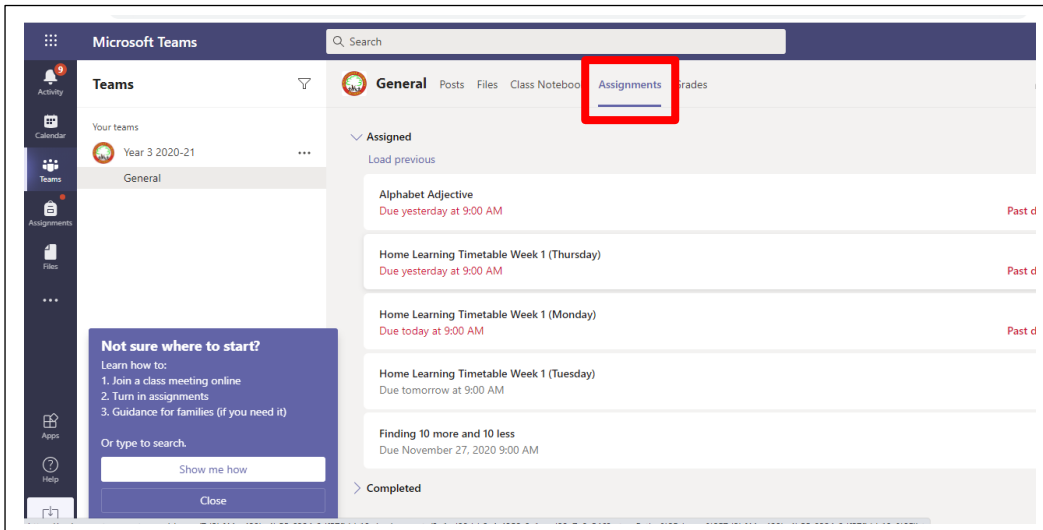 Microsoft Teams
Search
9
Activity
Calendar
Teams
Assignments
Files
Apps
Help
Teams
Your teams
Year 3 2020-21
General
Not sure where to start?
Learn how to:
1. Join a class meeting online
2. Turn in assignments
3. Guidance for families (if you need it)
Or type to search.
Show me how
Close
General Posts Files Class Noteboo Assignments rades
Assigned
Load previous
Alphabet Adjective
Due yesterday at 9:00 AM Past d
Home Learning Timetable Week 1 (Thursday)
Due yesterday at 9:00 AM Past d
Home Learning Timetable Week 1 (Monday)
Due today at 9:00 AM Past d
Home Learning Timetable Week 1 (Tuesday)
Due tomorrow at 9:00 AM
Finding 10 more and 10 less
Due November 27, 2020 9:00 AM
Completed